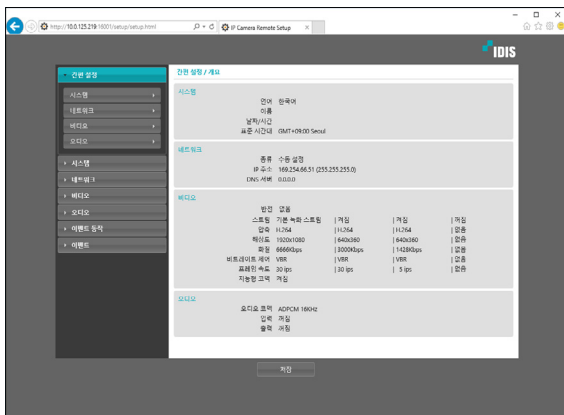 http://10.0.125.219:16001/setup/setup.html
IP Camera Remote Setup
IDIS
간편 설정
시스템
네트워크
비디오
오디오
시스템
네트워크
비디오
오디오
이벤트 동작
이벤트
간편 설정 / 개요
시스템
언어 한국어
이름
날짜/시간
표준 시간대 GMT+09:00 Seoul
네트워크
종류 수동 설정
IP 주소 169.254.66.51 (255.255.255.0)
DNS 서버 0.0.0.0
비디오
반전 없음
스트림 기본 녹화 스트림 | 켜짐 | 켜짐 | 꺼짐
압축 H.264 | H.264 | H.264 | 없음
해상도 1920x1080 | 640x360 | 640x360 | 없음
화질 6666Kbps | 3000Kbps | 1428Kbps | 없음
비트레이트 제어 VBR | VBR | VBR | 없음
프레임 속도 30 ips | 30 ips | 5 ips | 없음
지능형 코덱 꺼짐
오디오
오디오 코덱 ADPCM 16KHz
입력 꺼짐
출력 꺼짐
저장